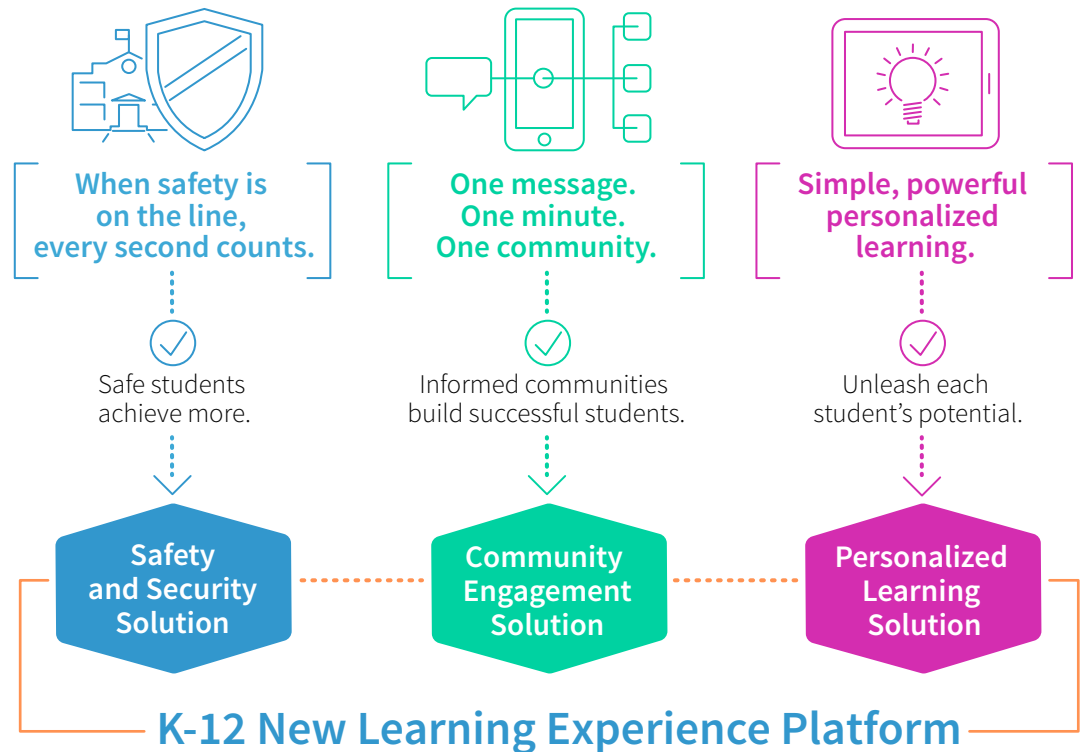 When safety is
on the line,
every second counts.
One message.
One minute.
One community.
Simple, powerful
personalized
learning.
Safe students
achieve more.
Informed communities
build successful students.
Unleash each
student’s potential.
Safety
and Security
Solution
Community
Engagement
Solution
Personalized
Learning
Solution
K-12 New Learning Experience Platform